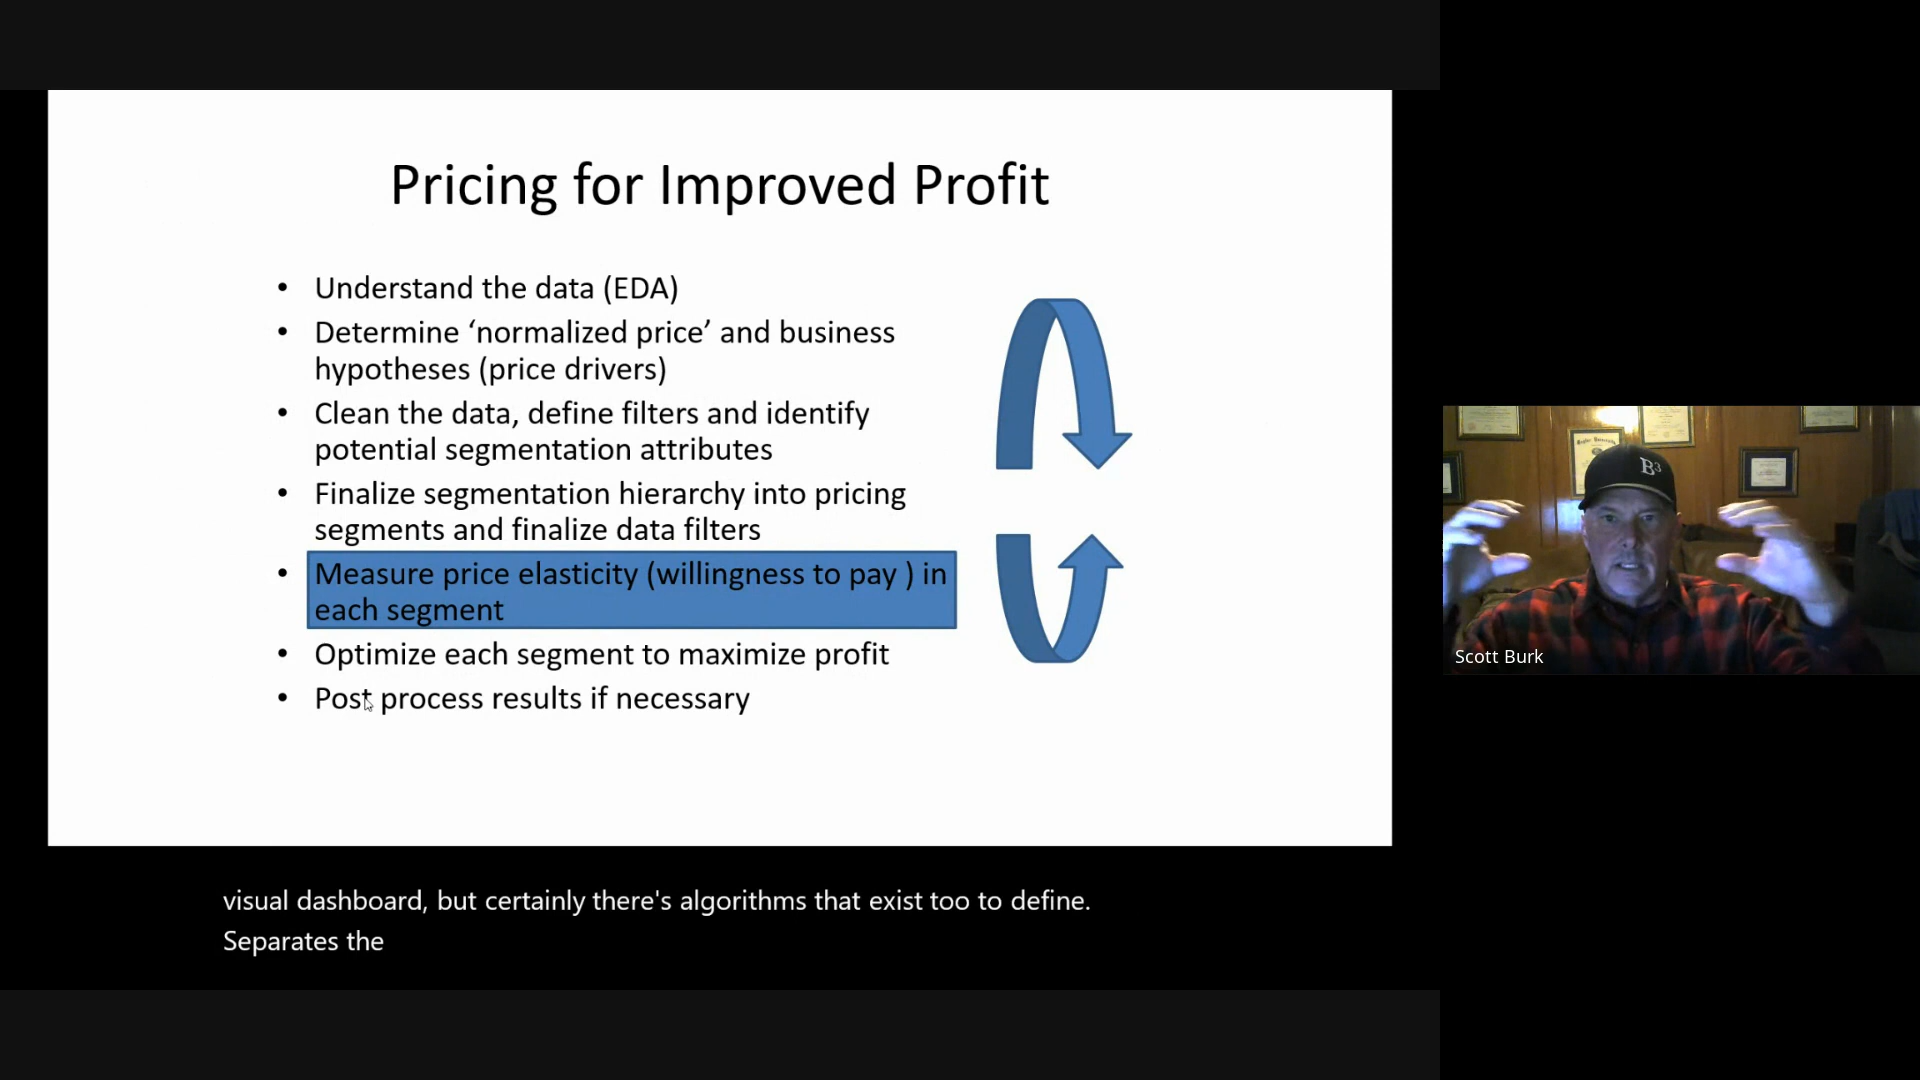 Pricing for Improved Profit
• Understand the data (EDA)
• Determine ‘normalized price’ and business
hypotheses (price drivers)
• Clean the data, define filters and identify
potential segmentation attributes
• Finalize segmentation hierarchy into pricing
segments and finalize data filters
• Measure price elasticity (willingness to pay ) in
each segment
• Optimize each segment to maximize profit
• Post process results if necessary
B³
Scott Burk
visual dashboard, but certainly there's algorithms that exist too to define.
Separates the